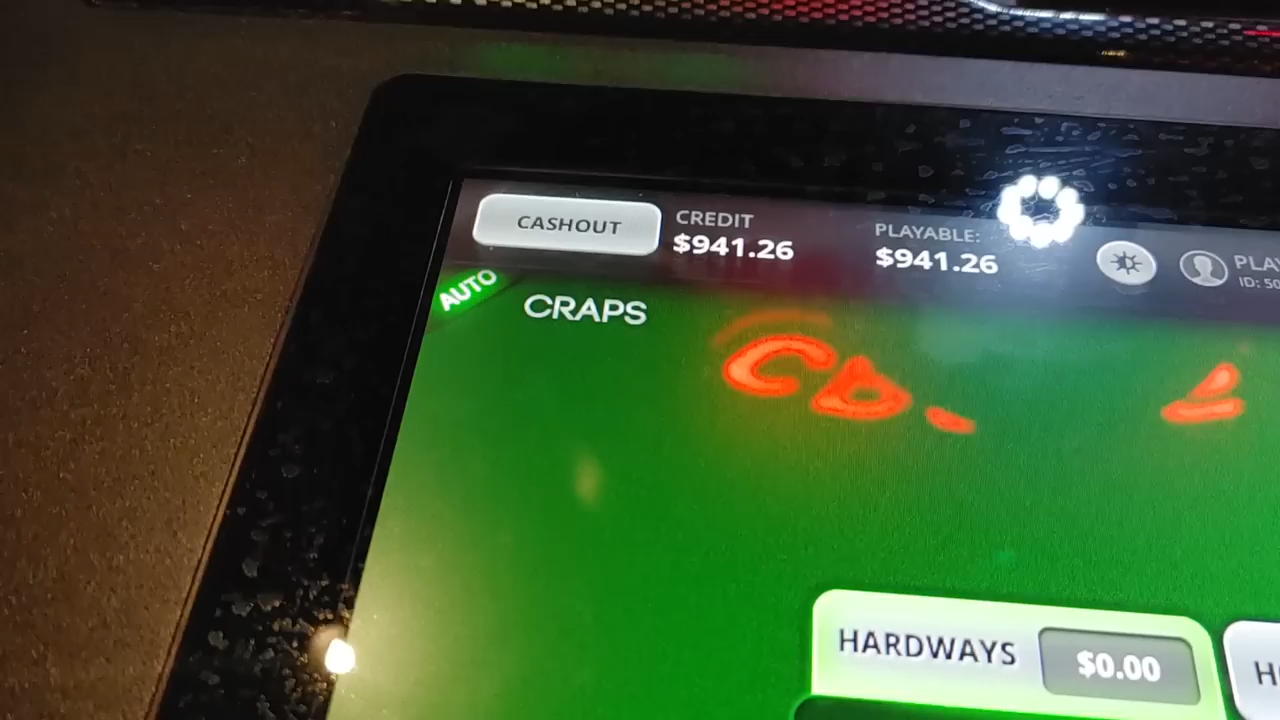 CASHOUT
CREDIT
$941.26
PLAYABLE:
$941.26
AUTO
CRAPS
HARDWAYS
$0.00